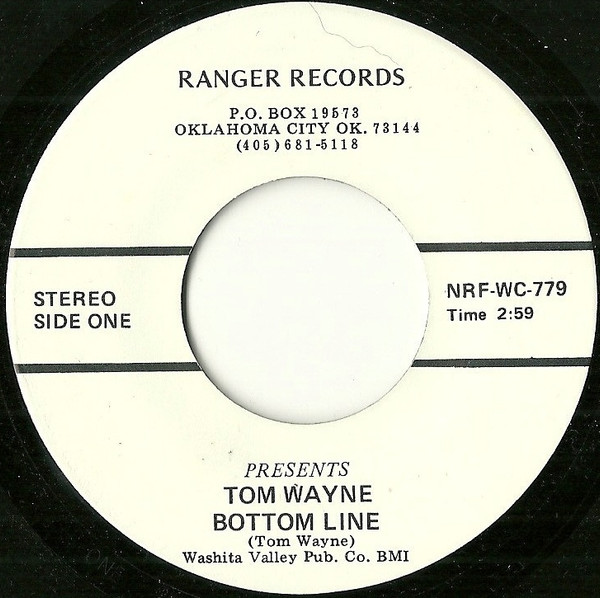 RANGER RECORDS
P.O. BOX 19573
OKLAHOMA CITY OK. 73144
(405) 681-5118
STEREO
SIDE ONE
NRF-WC-779
Time 2:59
PRESENTS
TOM WAYNE
BOTTOM LINE
(Tom Wayne)
Washita Valley Pub. Co. BMI